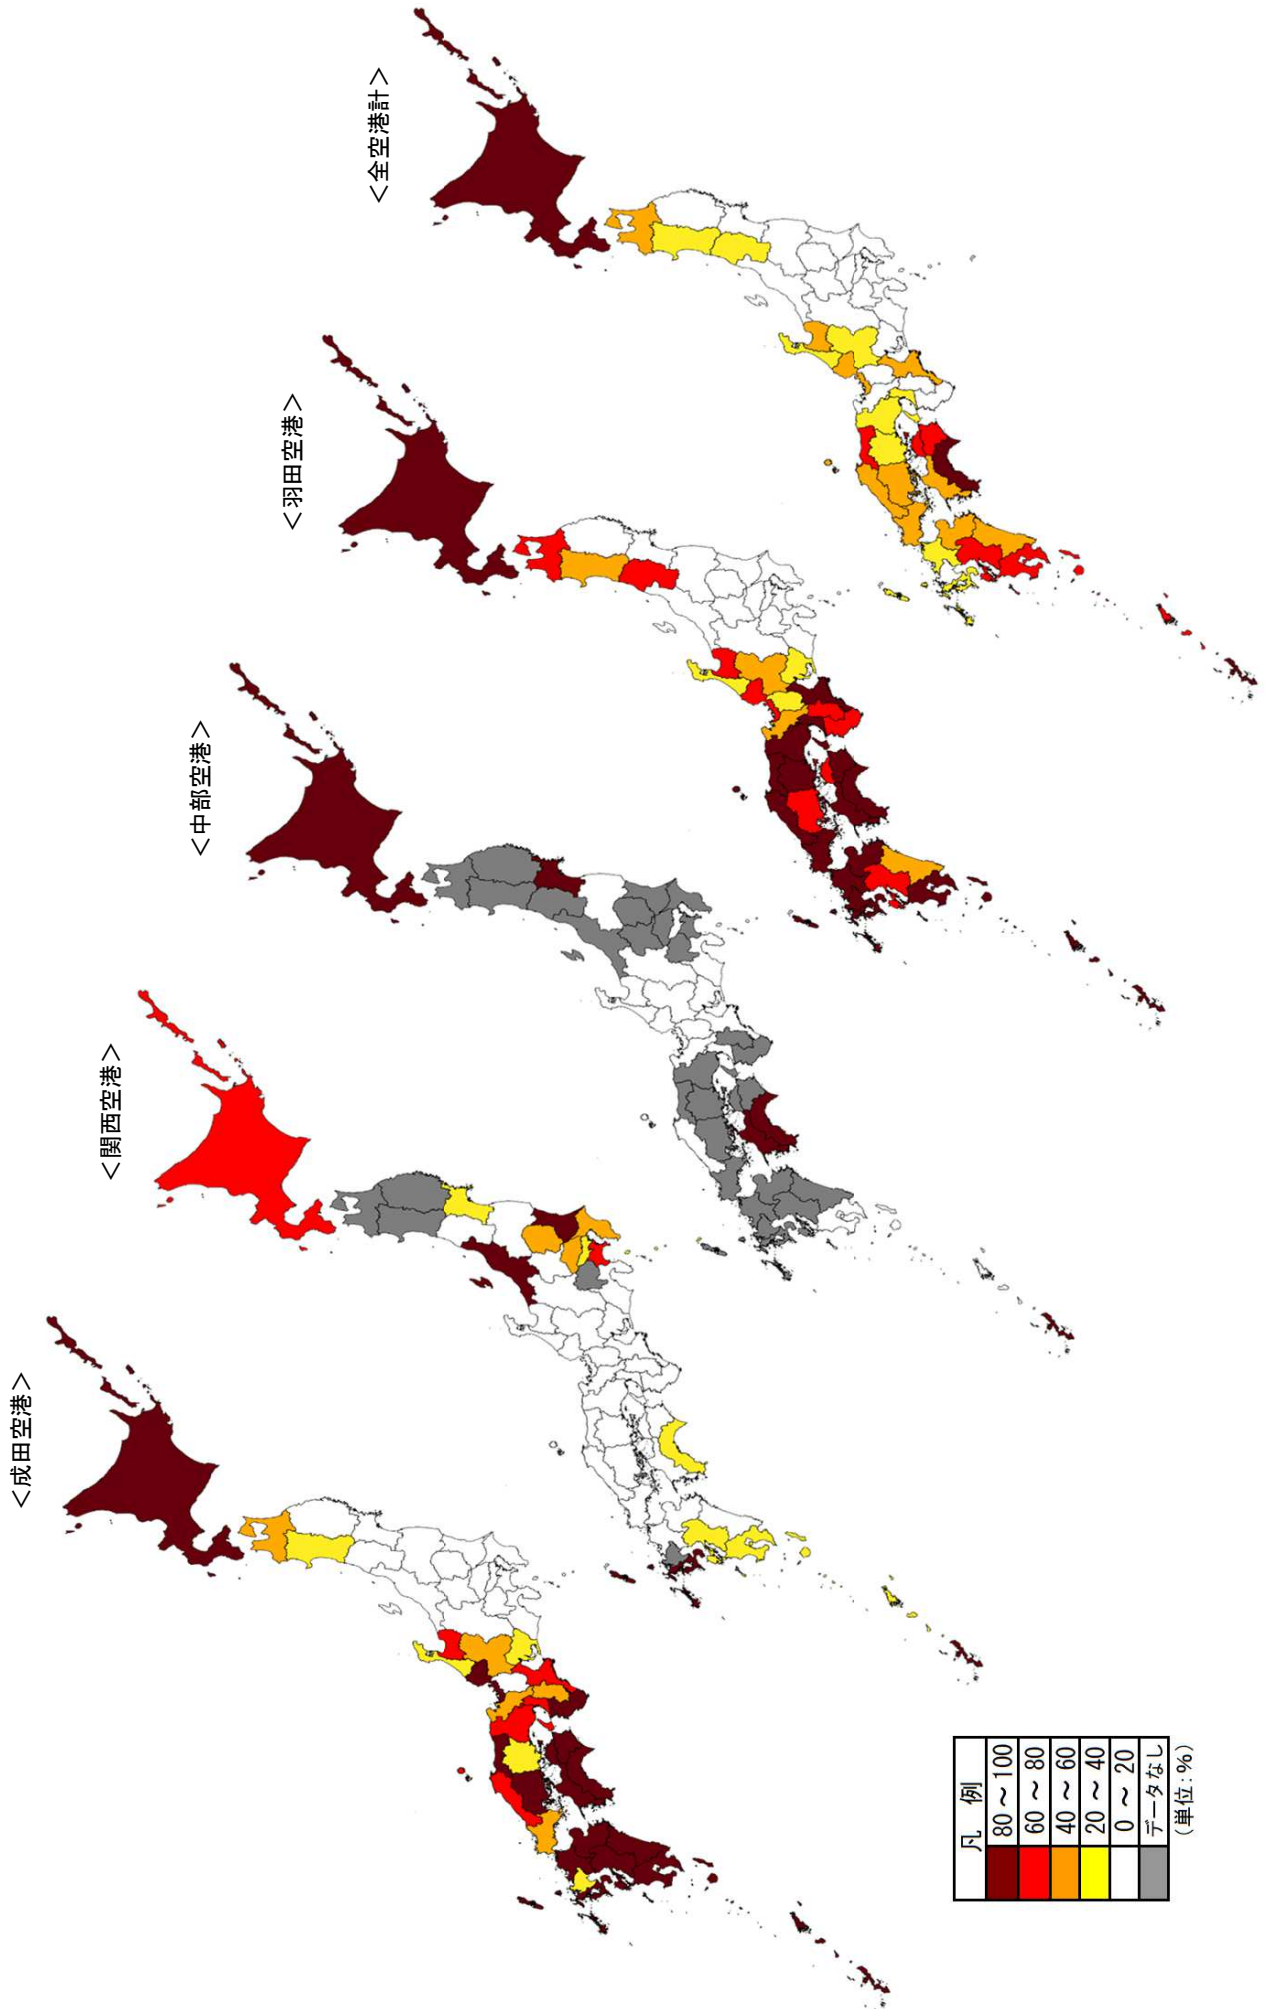 ＜成田空港＞
＜関西空港＞
＜中部空港＞
＜羽田空港＞
＜全空港計＞
凡 例
80 ～ 100
60 ～ 80
40 ～ 60
20 ～ 40
0 ～ 20
データなし
(単位:%)